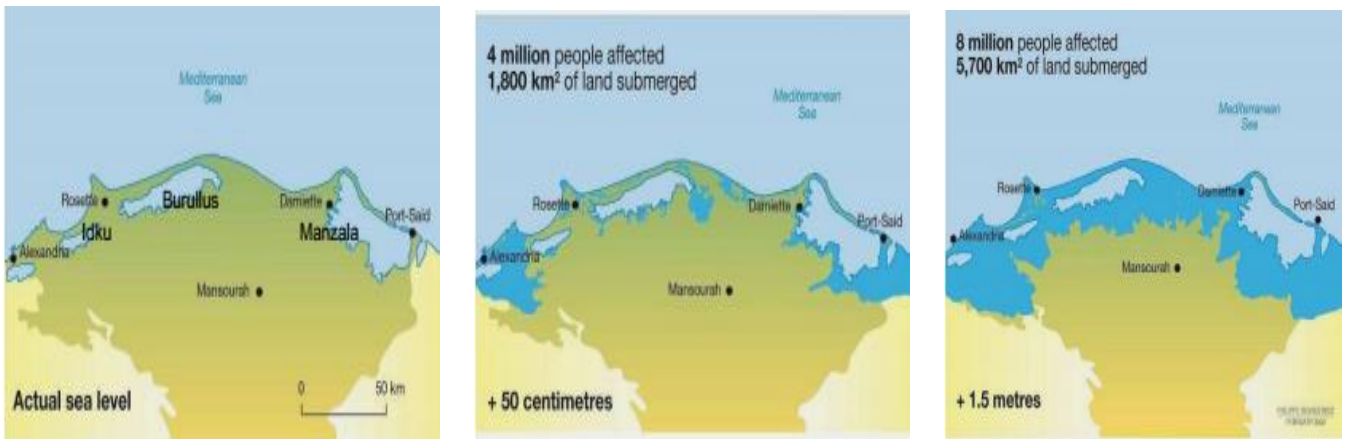 Mediterranean
Sea
Rosette
Burullus
Damiette
Port-Said
Idku
Manzala
Alexandria
Mansourah
0 50 km
Actual sea level
4 million people affected
1,800 km² of land submerged
Mediterranean
Sea
Rosette
Damiette
Port-Said
Alexandria
Mansourah
+ 50 centimetres
8 million people affected
5,700 km² of land submerged
Mediterranean
Sea
Rosette
Damiette
Port-Said
Alexandria
Mansourah
+ 1.5 metres